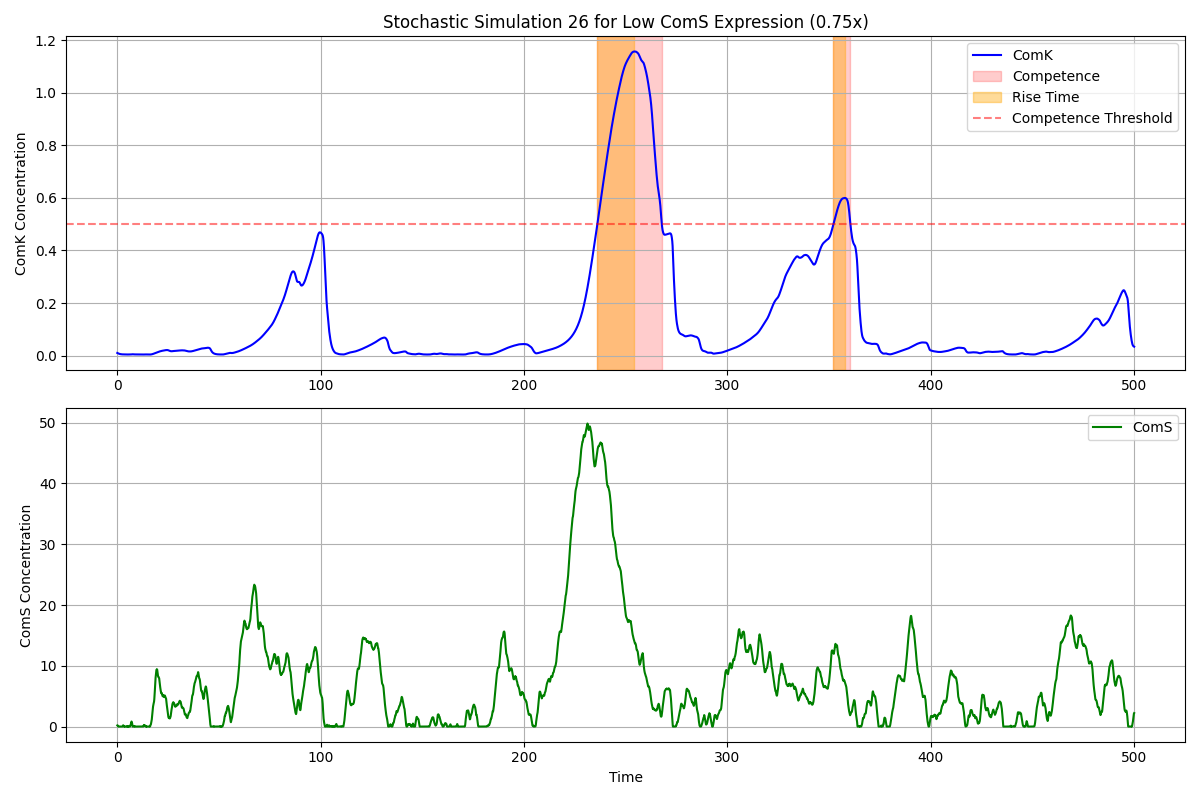 Stochastic Simulation 26 for Low ComS Expression (0.75x)
ComK Concentration
1.2
1.0
0.8
0.6
0.4
0.2
0.0
ComK
Competence
Rise Time
Competence Threshold
0 100 200 300 400 500
ComS Concentration
50
40
30
20
10
0
ComS
0 100 200 300 400 500
Time